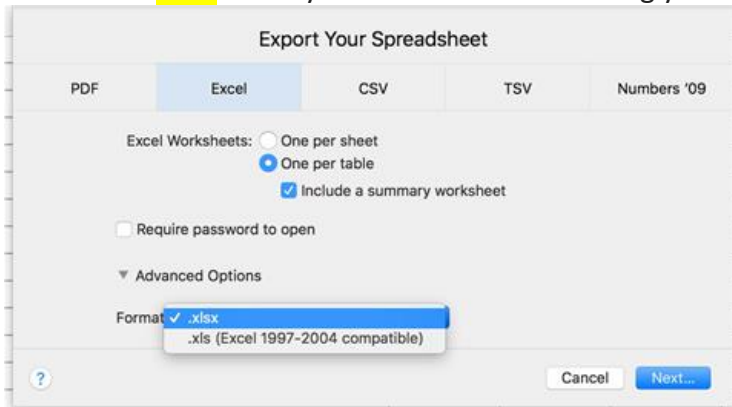 Export Your Spreadsheet
PDF Excel CSV TSV Numbers '09
Excel Worksheets: One per sheet
One per table
Include a summary worksheet
Require password to open
Advanced Options
Format .xlsx
.xls (Excel 1997-2004 compatible)
? Cancel Next...